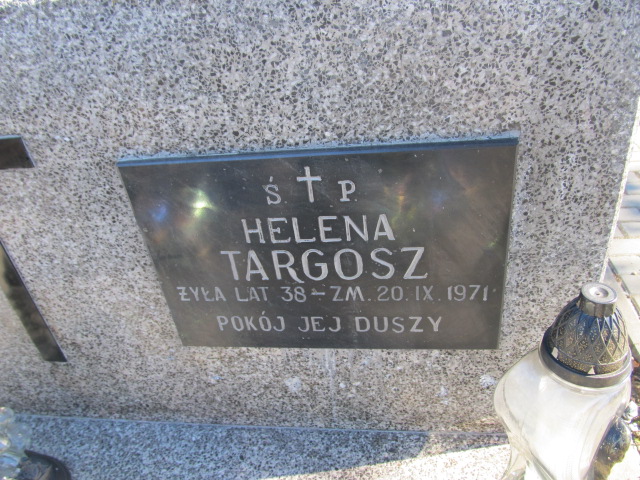 Ś P
HELENA
TARGOSZ
ŻYŁA LAT 38 – ZM. 20. IX. 1971
POKÓJ JEJ DUSZY